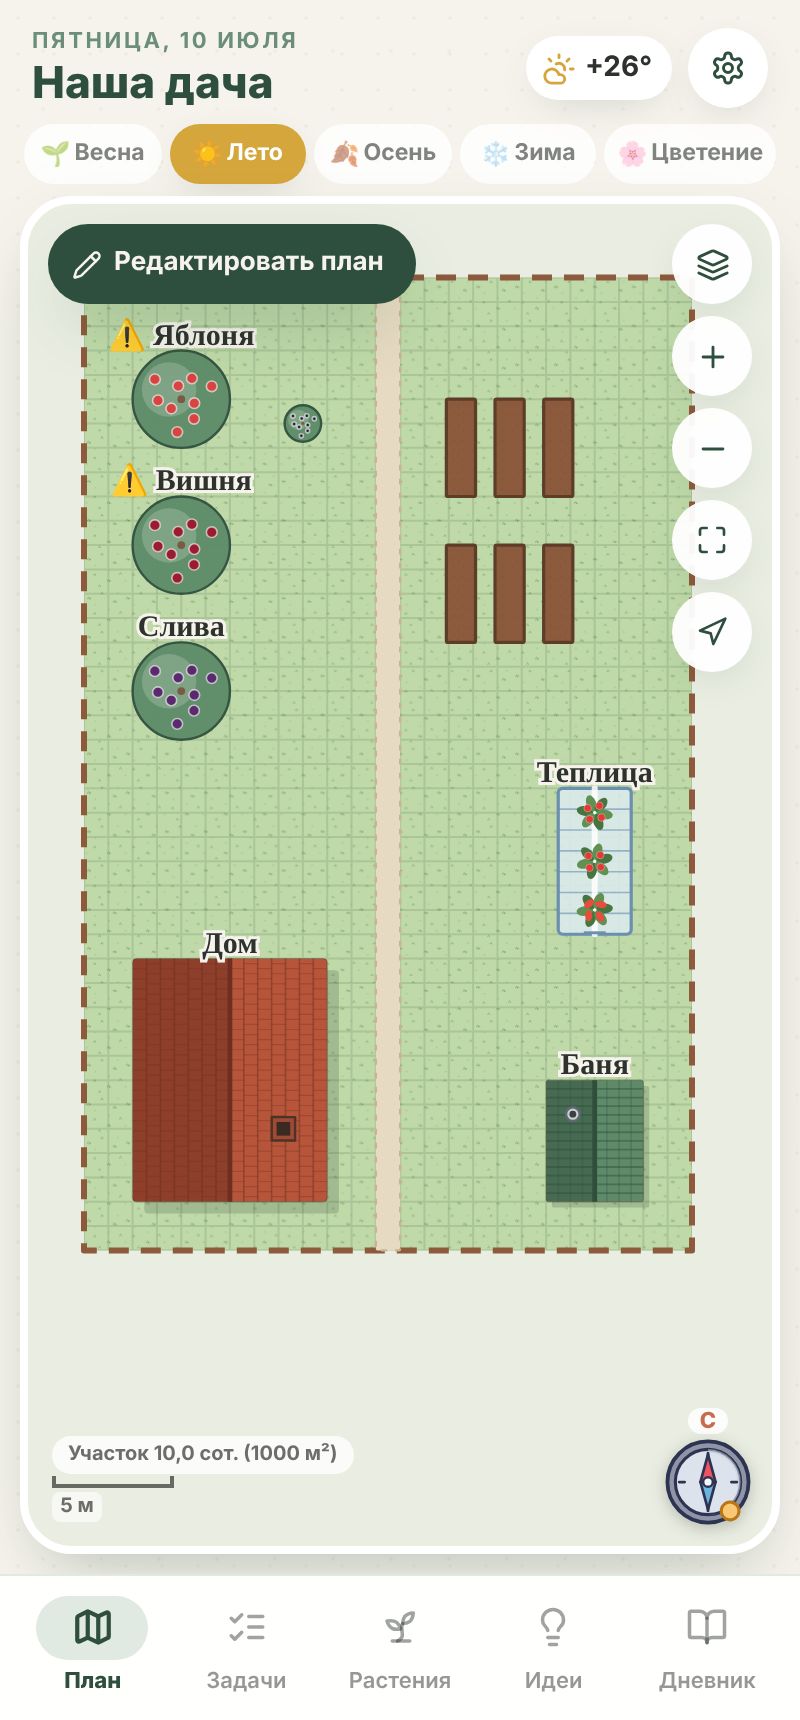 ПЯТНИЦА, 10 ИЮЛЯ
Наша дача
+26°
Весна
Лето
Осень
Зима
Цветение
Редактировать план
Яблоня
Вишня
Слива
Теплица
Дом
Баня
С
Участок 10,0 сот. (1000 м²)
5 м
План
Задачи
Растения
Идеи
Дневник